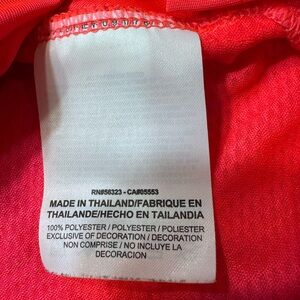 RN#56323 - CA#05553
MADE IN THAILAND/FABRIQUE EN
THAILANDE/HECHO EN TAILANDIA
100% POLYESTER / POLYESTER / POLIESTER
EXCLUSIVE OF DECORATION / DECORATION
NON COMPRISE / NO INCLUYE LA
DECORACION